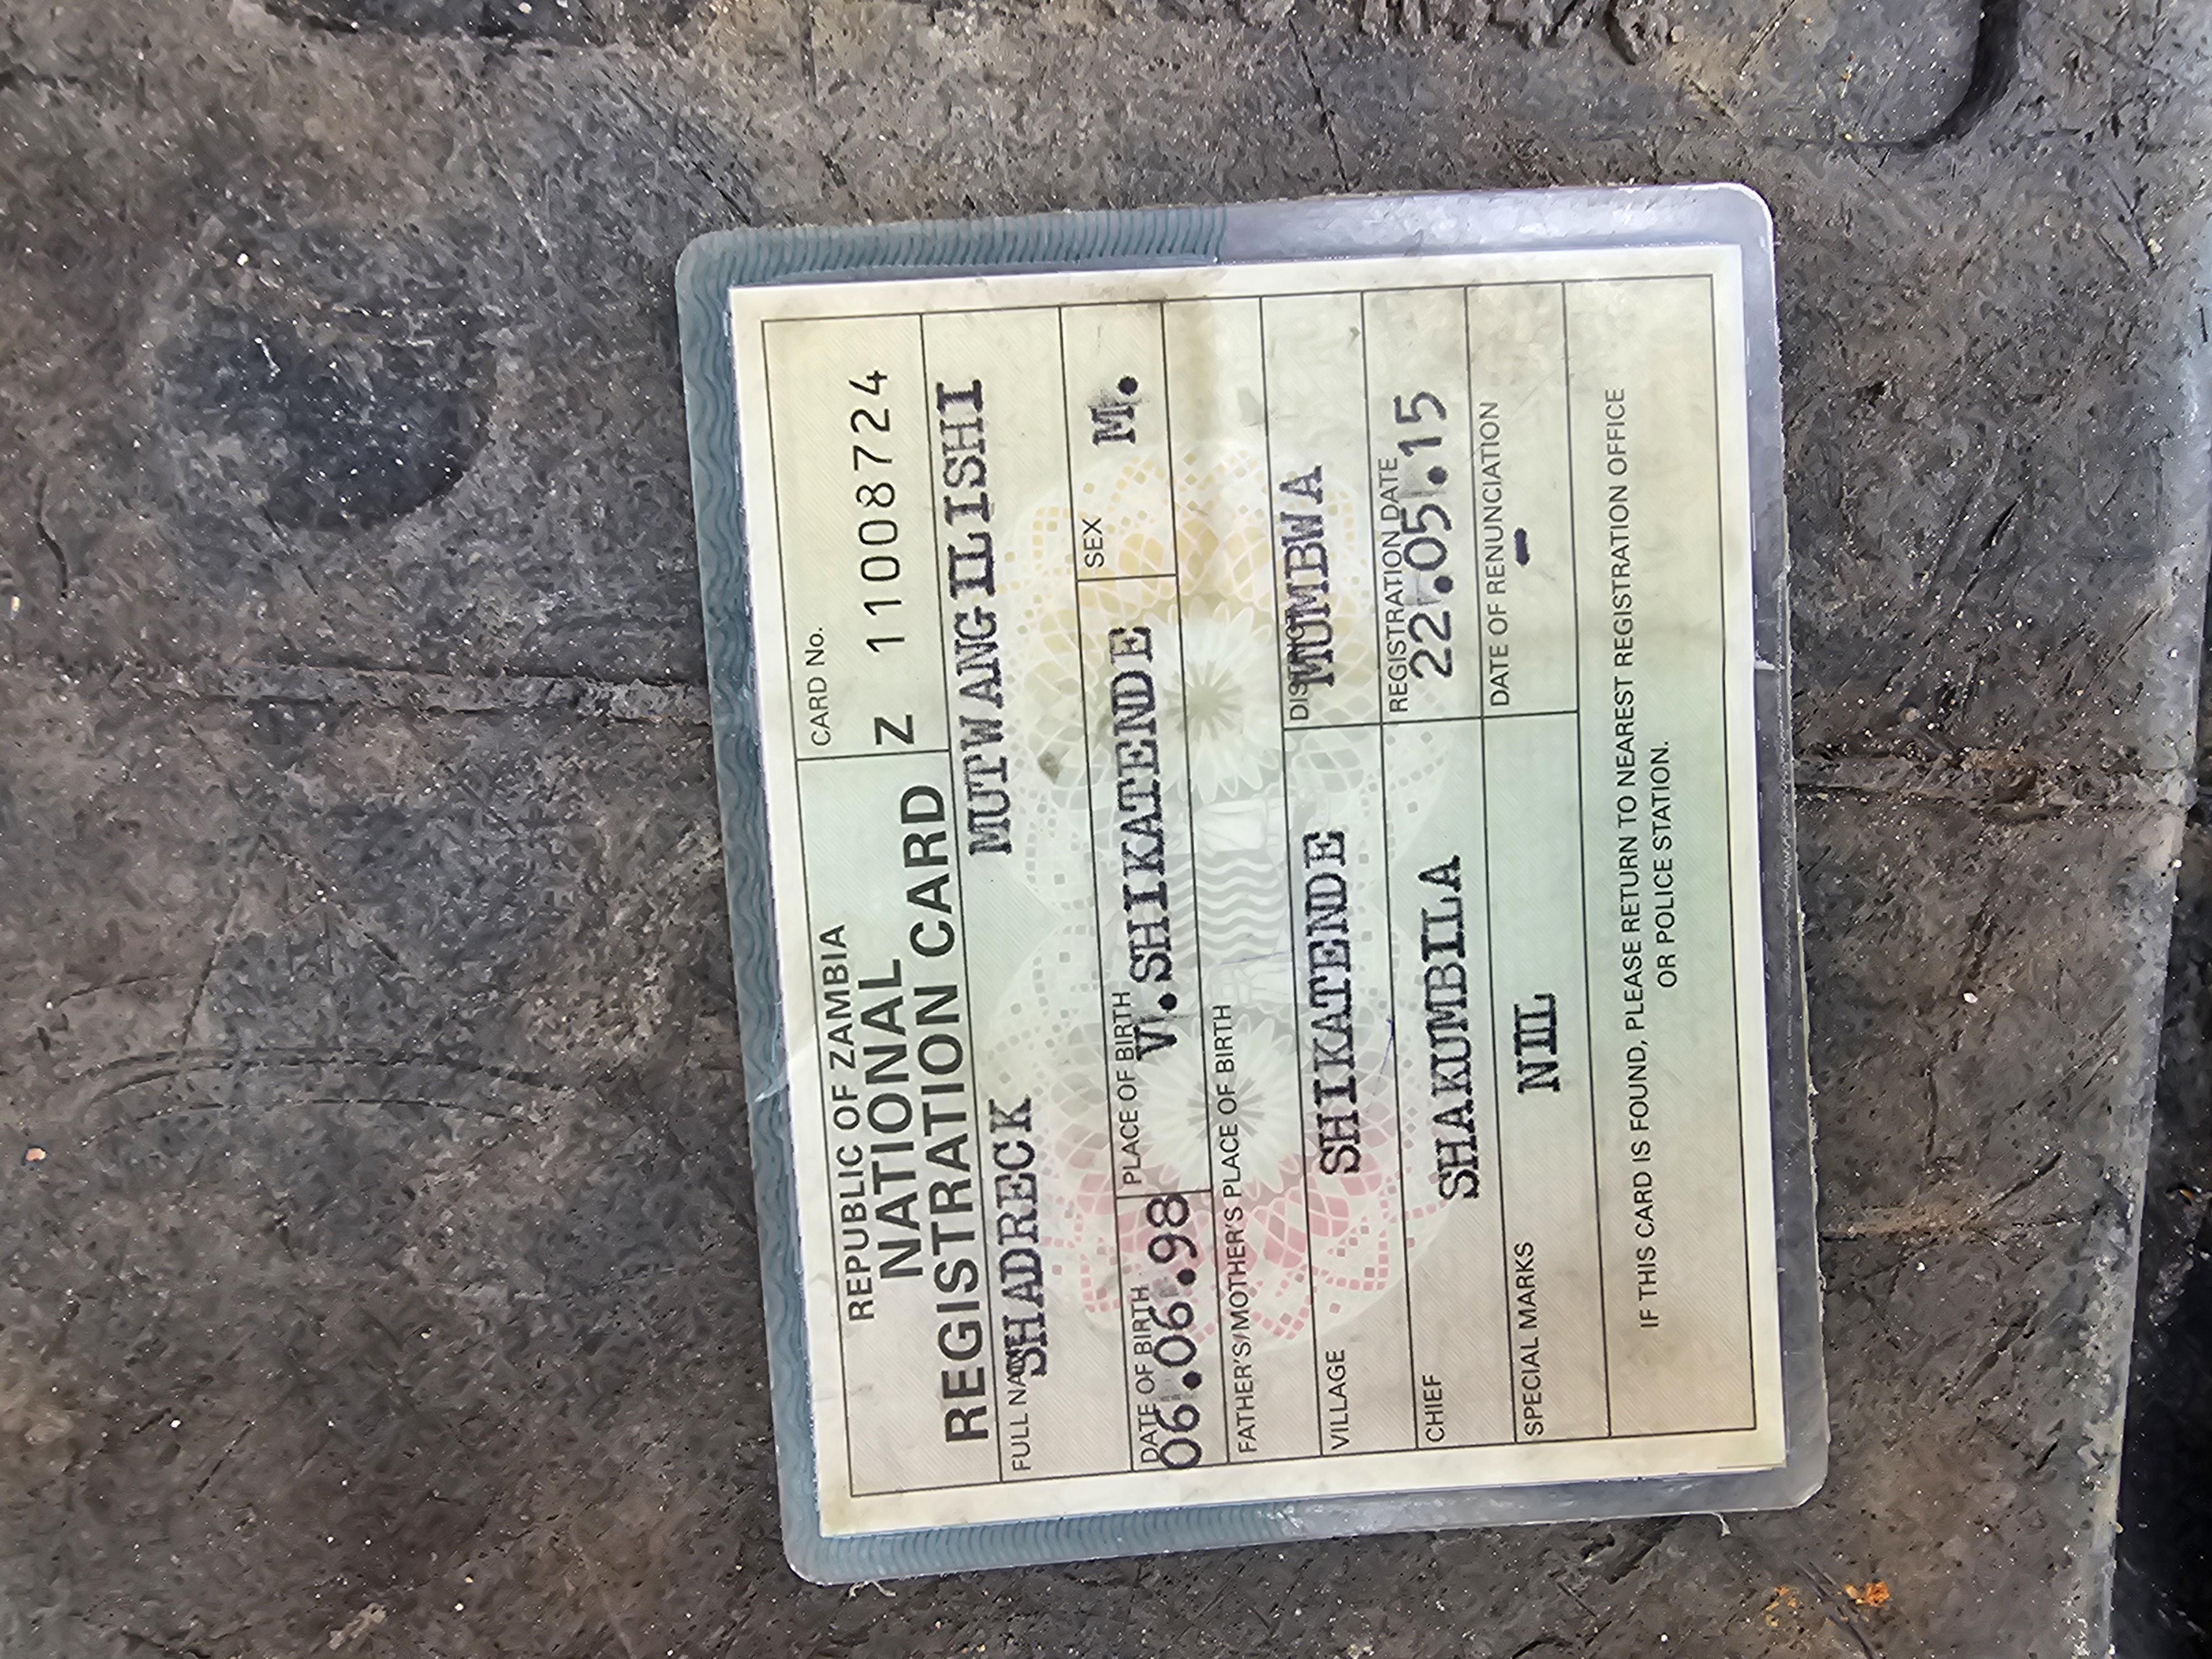 REPUBLIC OF ZAMBIA
NATIONAL
REGISTRATION CARD
CARD No.
Z 11008724
FULL NAME
SHADRECK MUTWANGILISHI
DATE OF BIRTH PLACE OF BIRTH SEX
06.06.98 V.SHIKATENDE M.
FATHER'S/MOTHER'S PLACE OF BIRTH
VILLAGE SHIKATENDE MUMBWA
CHIEF SHAKUMBILA REGISTRATION DATE 22.05.15
SPECIAL MARKS NIL DATE OF RENUNCIATION -
IF THIS CARD IS FOUND, PLEASE RETURN TO NEAREST REGISTRATION OFFICE
OR POLICE STATION.